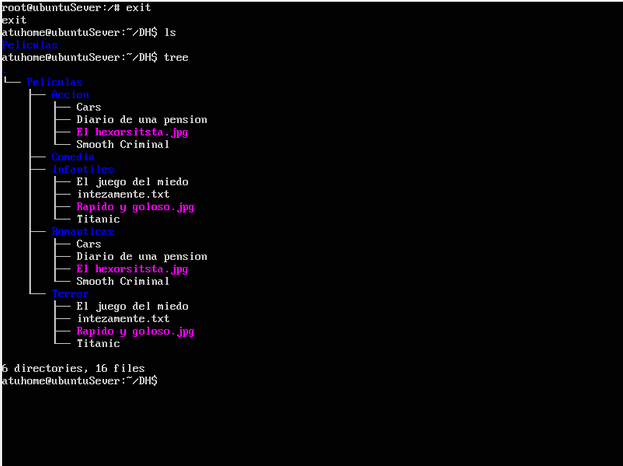 root@ubuntuSever:/# exit
exit
atuhome@ubuntuSever:~/DH$ ls
Peliculas
atuhome@ubuntuSever:~/DH$ tree
.
└── Peliculas
    ├── Accion
    │   ├── Cars
    │   ├── Diario de una pension
    │   ├── El hexorsitsta.jpg
    │   └── Smooth Criminal
    ├── Comedia
    ├── Infantiles
    │   ├── El juego del miedo
    │   ├── intezamente.txt
    │   ├── Rapido y goloso.jpg
    │   └── Titanic
    ├── Romanticas
    │   ├── Cars
    │   ├── Diario de una pension
    │   ├── El hexorsitsta.jpg
    │   └── Smooth Criminal
    └── Terror
        ├── El juego del miedo
        ├── intezamente.txt
        ├── Rapido y goloso.jpg
        └── Titanic

6 directories, 16 files
atuhome@ubuntuSever:~/DH$